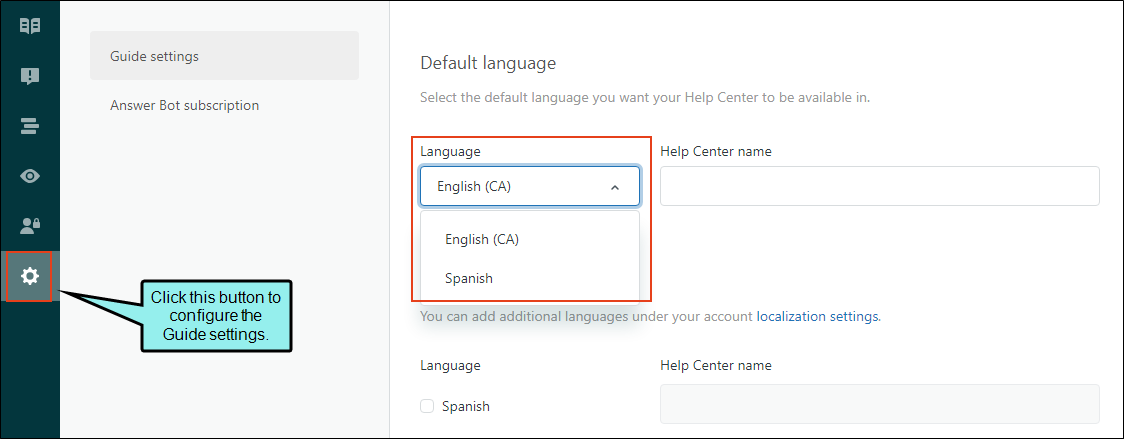 Guide settings
Answer Bot subscription
Default language
Select the default language you want your Help Center to be available in.
Language
Help Center name
English (CA)
English (CA)
Spanish
You can add additional languages under your account localization settings.
Language
Help Center name
Spanish
Click this button to
configure the
Guide settings.